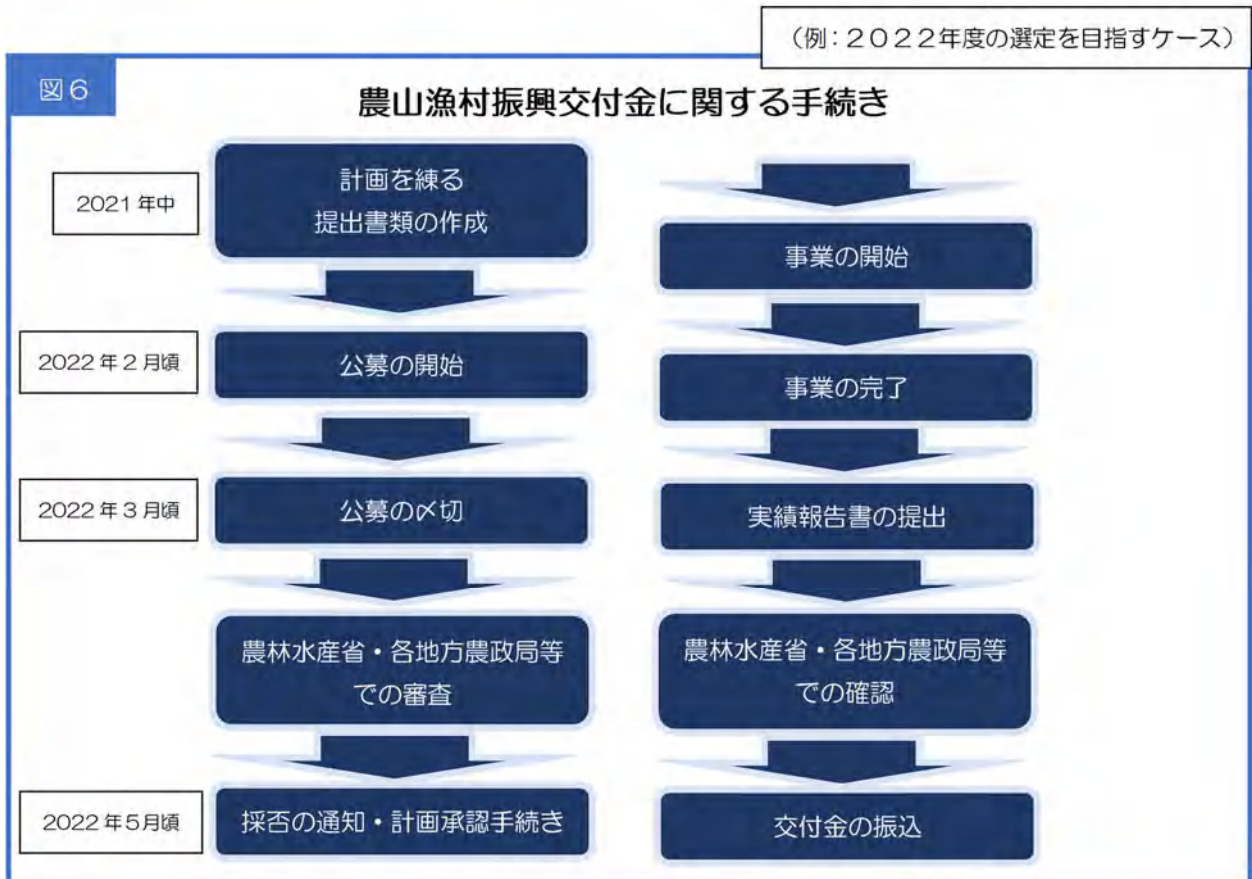 （例：２０２２年度の選定を目指すケース）
図６
農山漁村振興交付金に関する手続き
2021年中
計画を練る
提出書類の作成
2022年２月頃
公募の開始
2022年３月頃
公募の〆切
農林水産省・各地方農政局等
での審査
2022年５月頃
採否の通知・計画承認手続き
事業の開始
事業の完了
実績報告書の提出
農林水産省・各地方農政局等
での確認
交付金の振込